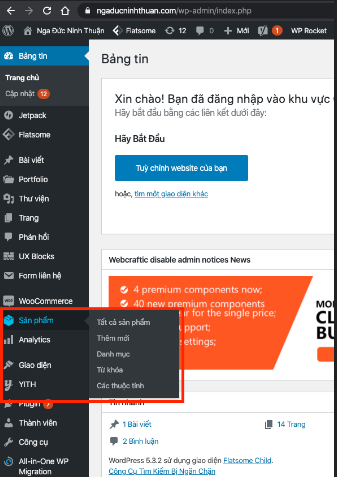 ngaducninhthuan.com/wp-admin/index.php
Nga Đức Ninh Thuan Flatsome 12 0 + Mới 1 WP Rocket
Bảng tin
Trang chủ
Cập nhật 12
Jetpack
Flatsome
Bài viết
Portfolio
Thư viện
Trang
Phản hồi
UX Blocks
Form liên hệ
WooCommerce
Sản phẩm
Analytics
Giao diện
YITH
Plugin 7
Thành viên
Công cụ
All-in-One WP
Migration
Tất cả sản phẩm
Thêm mới
Danh mục
Từ khóa
Các thuộc tính
Bảng tin
Xin chào! Bạn đã đăng nhập vào khu vực
Hãy bắt đầu bằng các liên kết dưới đây:
Hãy Bắt Đầu
Tuỳ chỉnh website của bạn
hoặc, tìm một giao diện khác
Webcraftic disable admin notices News
4 premium components now;
40 new premium components
ar for the single price;
upport;
ettings;
MO
CL
BU
Tin nhanh
1 Bài viết
14 Trang
2 Bình luận
WordPress 5.3.2 sử dụng giao diện Flatsome Child.
Công Cụ Tìm Kiếm Bị Ngăn Chặn